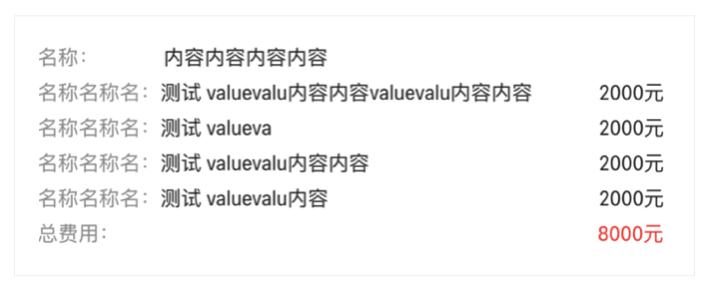 名称： 内容内容内容内容
名称名称名： 测试 valuevalu内容内容valuevalu内容内容 2000元
名称名称名： 测试 valueva 2000元
名称名称名： 测试 valuevalu内容内容 2000元
名称名称名： 测试 valuevalu内容 2000元
总费用： 8000元